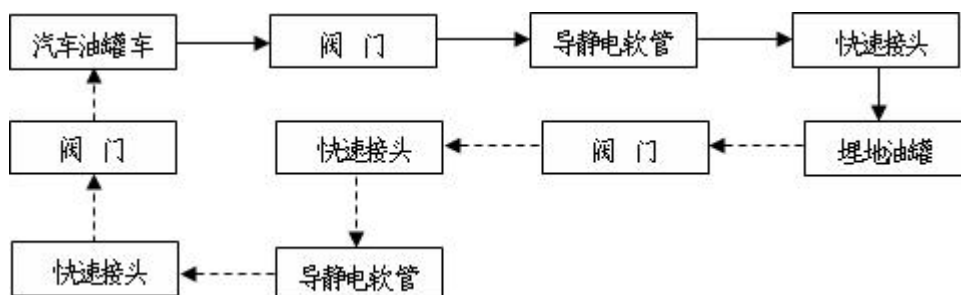 汽车油罐车
阀 门
导静电软管
快速接头
阀 门
快速接头
阀 门
埋地油罐
快速接头
导静电软管